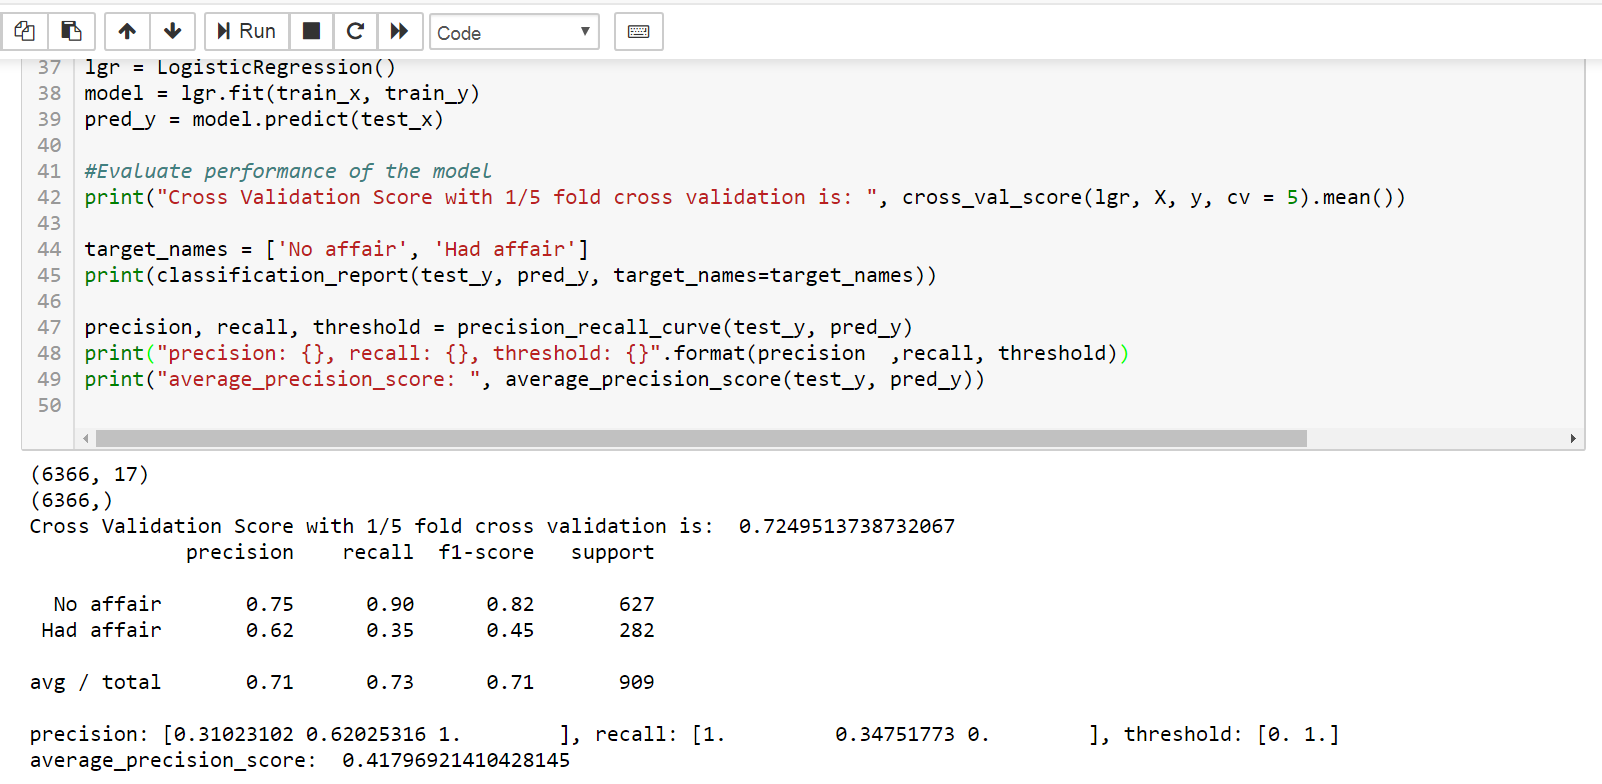 Run Code
37 lgr = LogisticRegression()
38 model = lgr.fit(train_x, train_y)
39 pred_y = model.predict(test_x)
40
41 #Evaluate performance of the model
42 print("Cross Validation Score with 1/5 fold cross validation is: ", cross_val_score(lgr, X, y, cv = 5).mean())
43
44 target_names = ['No affair', 'Had affair']
45 print(classification_report(test_y, pred_y, target_names=target_names))
46
47 precision, recall, threshold = precision_recall_curve(test_y, pred_y)
48 print("precision: {}, recall: {}, threshold: {}".format(precision  ,recall, threshold))
49 print("average_precision_score: ", average_precision_score(test_y, pred_y))
50
(6366, 17)
(6366,)
Cross Validation Score with 1/5 fold cross validation is:  0.7249513738732067
             precision    recall  f1-score   support
  No affair       0.75      0.90      0.82       627
 Had affair       0.62      0.35      0.45       282
avg / total       0.71      0.73      0.71       909
precision: [0.31023102 0.62025316 1.        ], recall: [1.         0.34751773 0.        ], threshold: [0. 1.]
average_precision_score:  0.41796921410428145